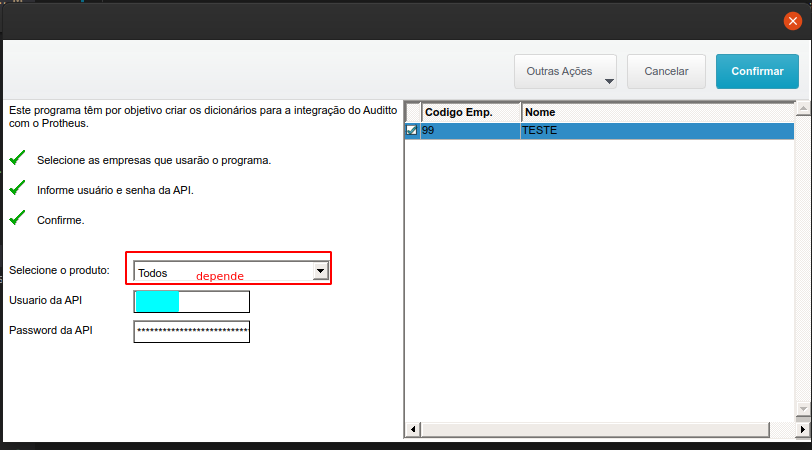 Outras Ações
Cancelar
Confirmar
Este programa têm por objetivo criar os dicionários para a integração do Auditto
com o Protheus.
Selecione as empresas que usarão o programa.
Informe usuário e senha da API.
Confirme.
Selecione o produto:
Todos
depende
Usuario da API
Password da API
***************************
Codigo Emp.
Nome
99
TESTE